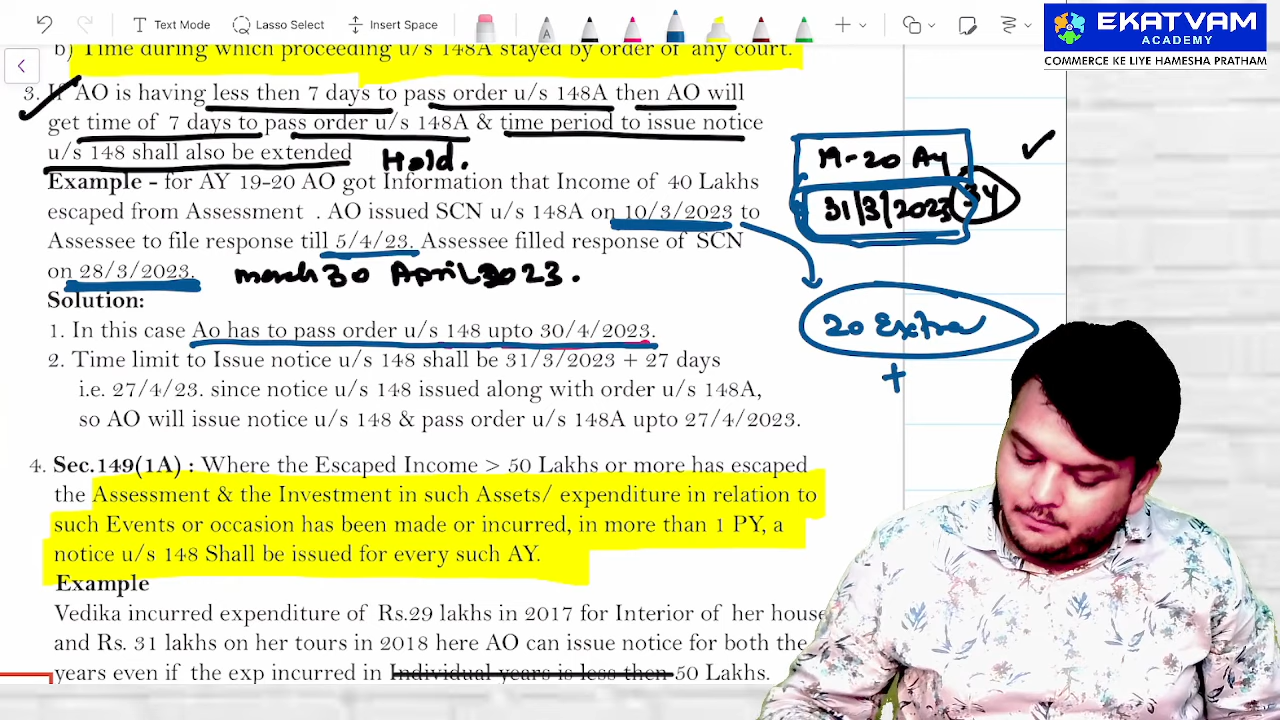 Text Mode Lasso Select Insert Space
EKATVAM
ACADEMY
COMMERCE KE LIYE HAMESHA PRATHAM
b) Time during which proceeding u/s 148A stayed by order of any court.
3. If AO is having less then 7 days to pass order u/s 148A then AO will
get time of 7 days to pass order u/s 148A & time period to issue notice
u/s 148 shall also be extended Hold.
19-20 Ay
31/3/2023 3Y
Example - for AY 19-20 AO got Information that Income of 40 Lakhs
escaped from Assessment . AO issued SCN u/s 148A on 10/3/2023 to
Assessee to file response till 5/4/23. Assessee filled response of SCN
on 28/3/2023. march 30 April 2023.
Solution:
20 Extra
+
1. In this case Ao has to pass order u/s 148 upto 30/4/2023.
2. Time limit to Issue notice u/s 148 shall be 31/3/2023 + 27 days
i.e. 27/4/23. since notice u/s 148 issued along with order u/s 148A,
so AO will issue notice u/s 148 & pass order u/s 148A upto 27/4/2023.
4. Sec.149(1A) : Where the Escaped Income > 50 Lakhs or more has escaped
the Assessment & the Investment in such Assets/ expenditure in relation to
such Events or occasion has been made or incurred, in more than 1 PY, a
notice u/s 148 Shall be issued for every such AY.
Example
Vedika incurred expenditure of Rs.29 lakhs in 2017 for Interior of her house
and Rs. 31 lakhs on her tours in 2018 here AO can issue notice for both the
years even if the exp incurred in Individual years is less then 50 Lakhs.